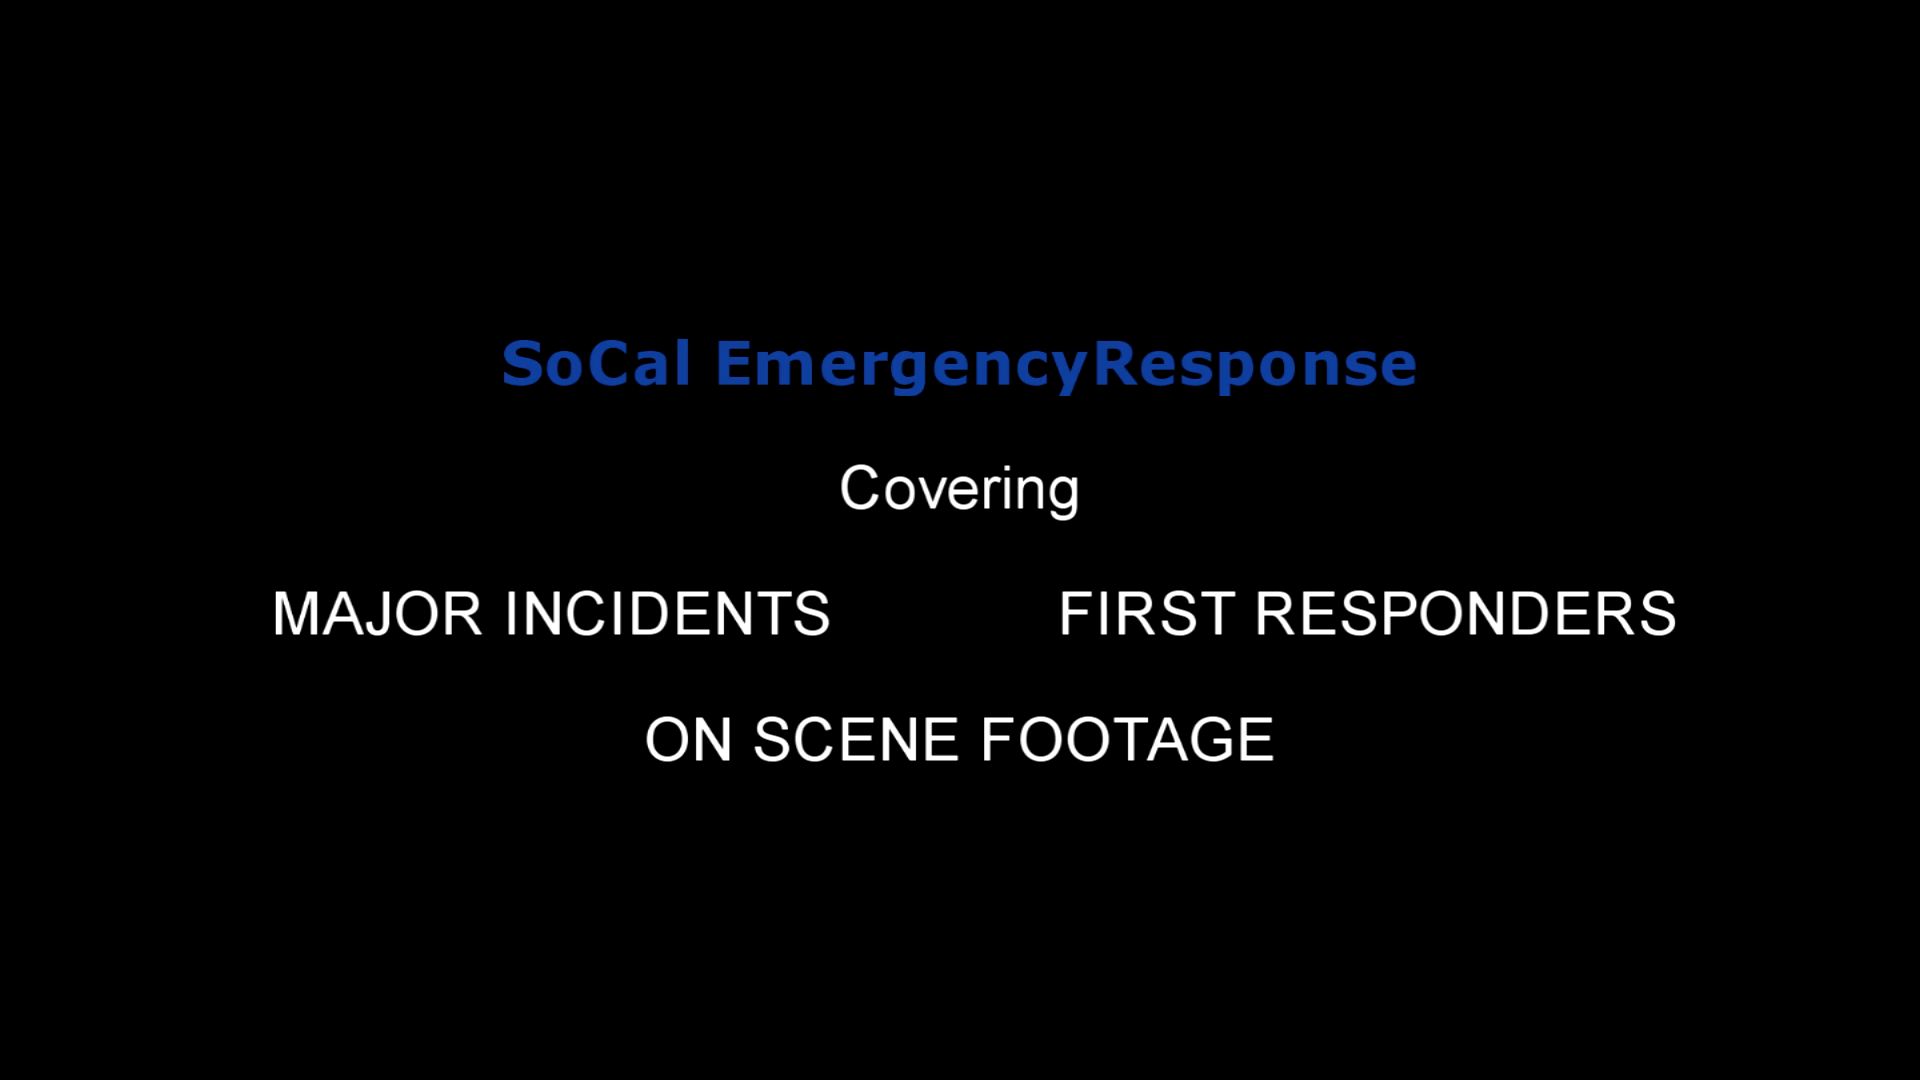 SoCal EmergencyResponse
Covering
MAJOR INCIDENTS FIRST RESPONDERS
ON SCENE FOOTAGE